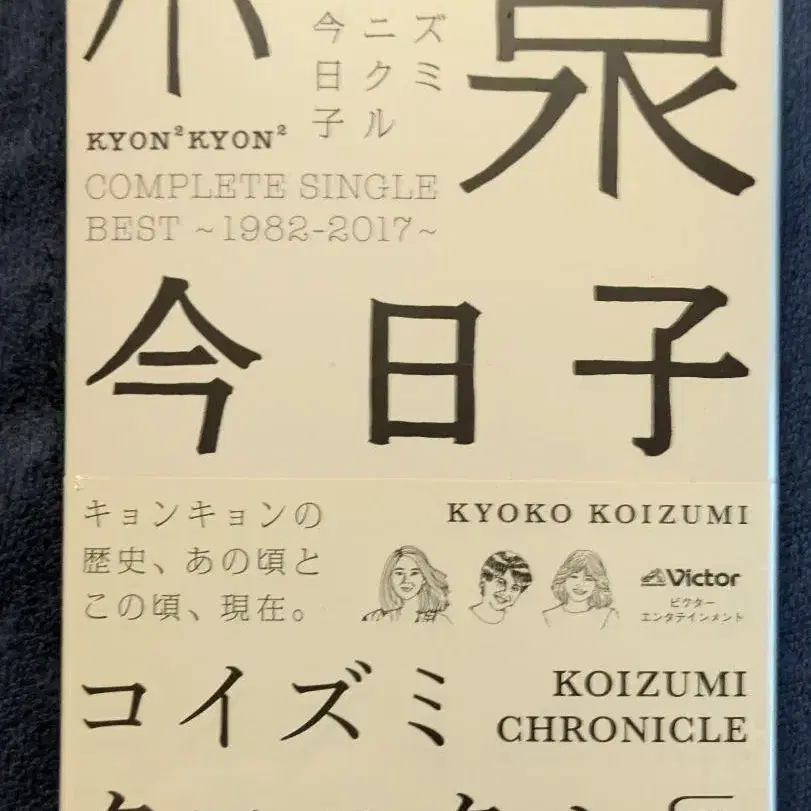 小 泉
ズミ
ニクル
今日子
KYON²KYON²
COMPLETE SINGLE
BEST ~1982-2017~
今日子
キョンキョンの
歴史、あの頃と
この頃、現在。
KYOKO KOIZUMI
Victor
ビクター
エンタテインメント
コイズミ
KOIZUMI
CHRONICLE